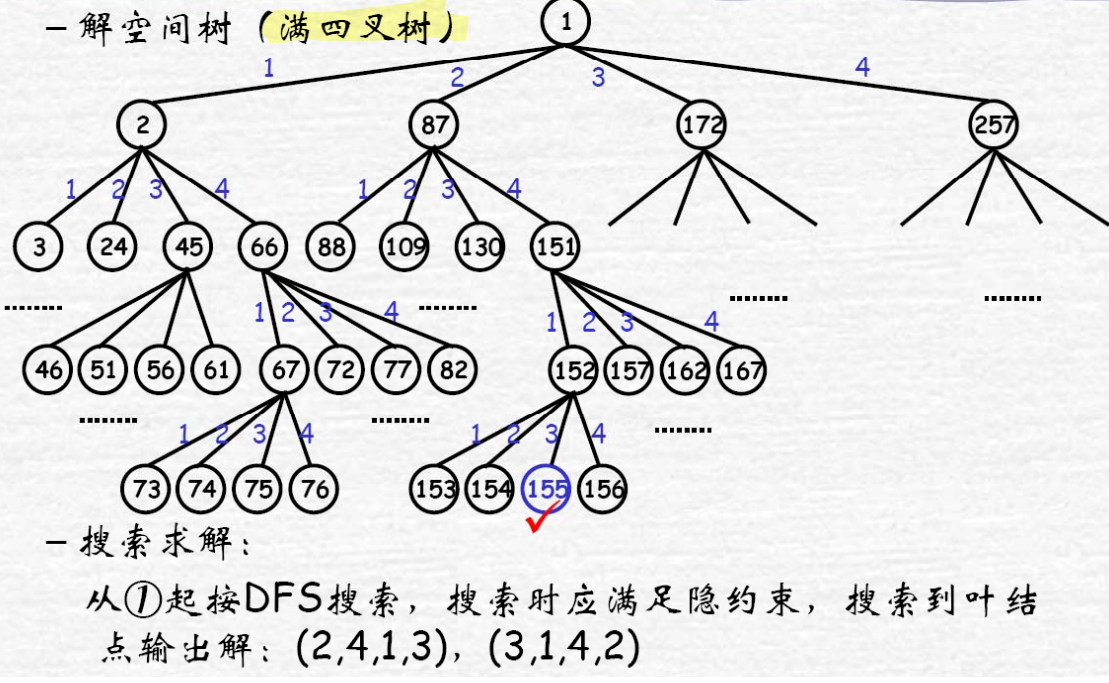 – 解空间树（满四叉树）
1
1 2 3 4
2 87 172 257
1 2 3 4 1 2 3 4
3 24 45 66 88 109 130 151
........ ........ ........ ........
1 2 3 4 1 2 3 4
46 51 56 61 67 72 77 82 152 157 162 167
........ ........ ........
1 2 3 4 1 2 3 4
73 74 75 76 153 154 155 156
– 搜索求解：
从①起按DFS搜索，搜索时应满足隐约束，搜索到叶结
点输出解：(2,4,1,3)，(3,1,4,2)